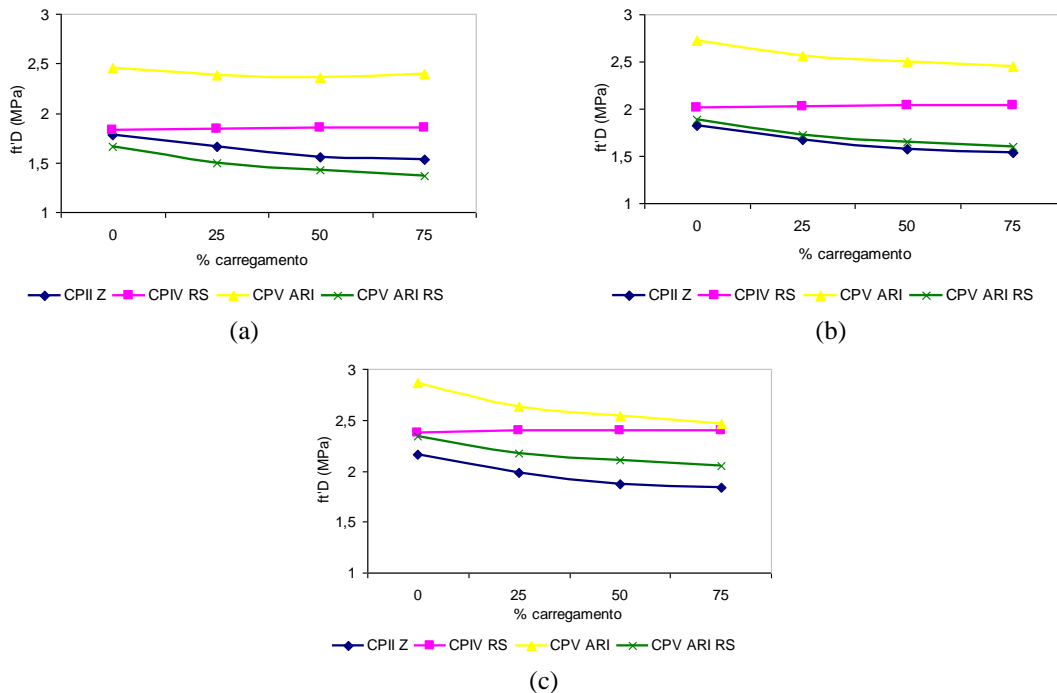 3
2,5
2
1,5
1
ft'D (MPa)
0 25 50 75
% carregamento
CPII Z CPIV RS CPV ARI CPV ARI RS
(a)
3
2,5
2
1,5
1
ft'D (MPa)
0 25 50 75
% carregamento
CPII Z CPIV RS CPV ARI CPV ARI RS
(b)
3
2,5
2
1,5
1
ft'D (MPa)
0 25 50 75
% carregamento
CPII Z CPIV RS CPV ARI CPV ARI RS
(c)